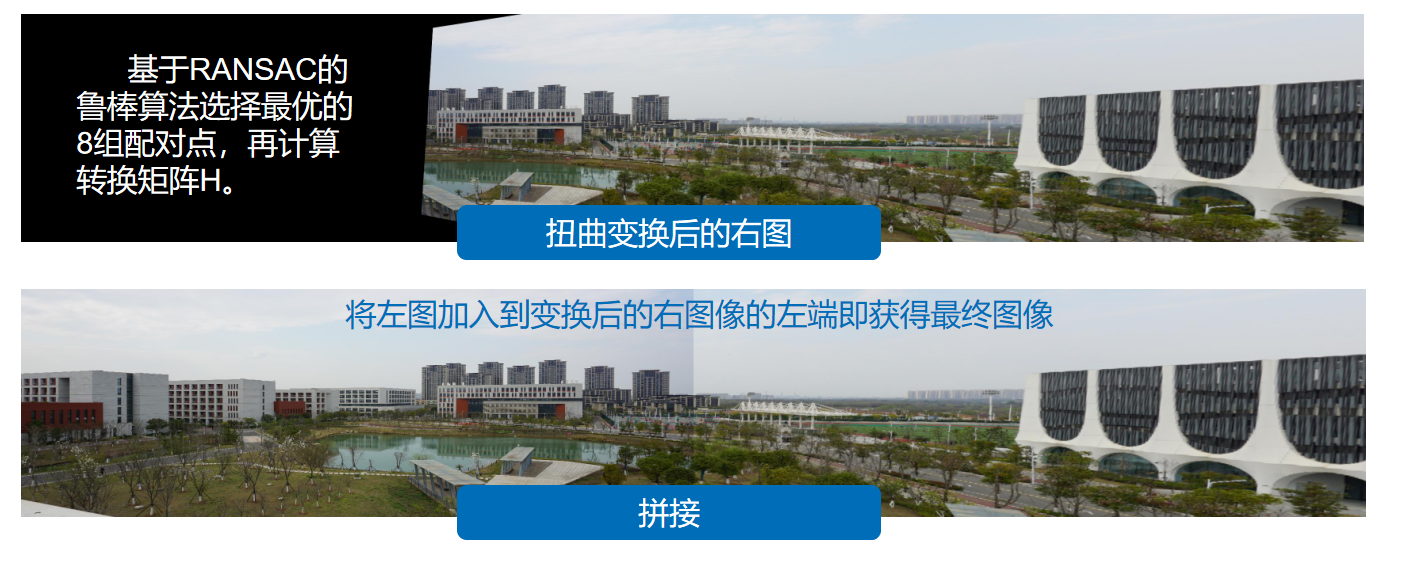 基于RANSAC的
鲁棒算法选择最优的
8组配对点，再计算
转换矩阵H。
扭曲变换后的右图
将左图加入到变换后的右图像的左端即获得最终图像
拼接